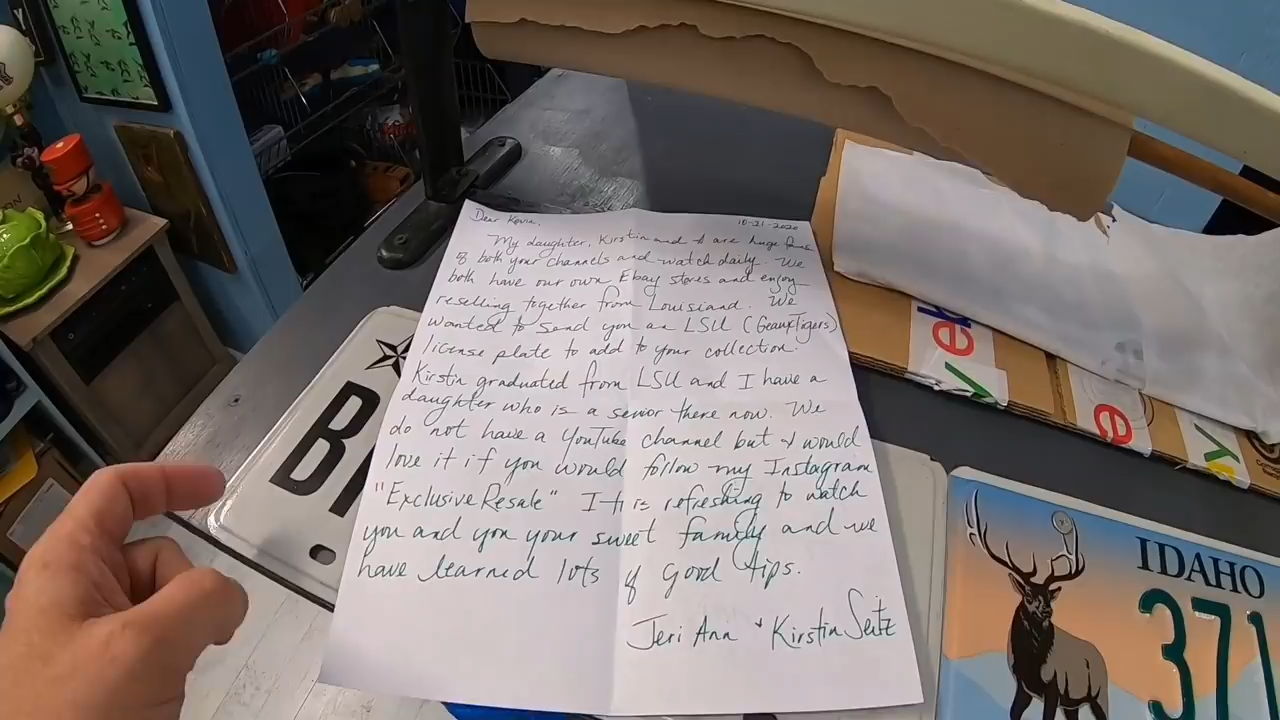 Dear Kevin,
10-21-2020
My daughter, Kirstin and I are huge fans
of both your channels and watch daily. We
both have our own Ebay stores and enjoy
reselling together from Louisiana. We
wanted to send you an LSU (GeauxTigers)
license plate to add to your collection.
Kirstin graduated from LSU and I have a
daughter who is a senior there now. We
do not have a YouTube channel but I would
love it if you would follow my Instagram
"Exclusive Resale" It is refreshing to watch
you and you your sweet family and we
have learned lots of good tips.
Jeri Ann + Kirstin Seitz
IDAHO
371